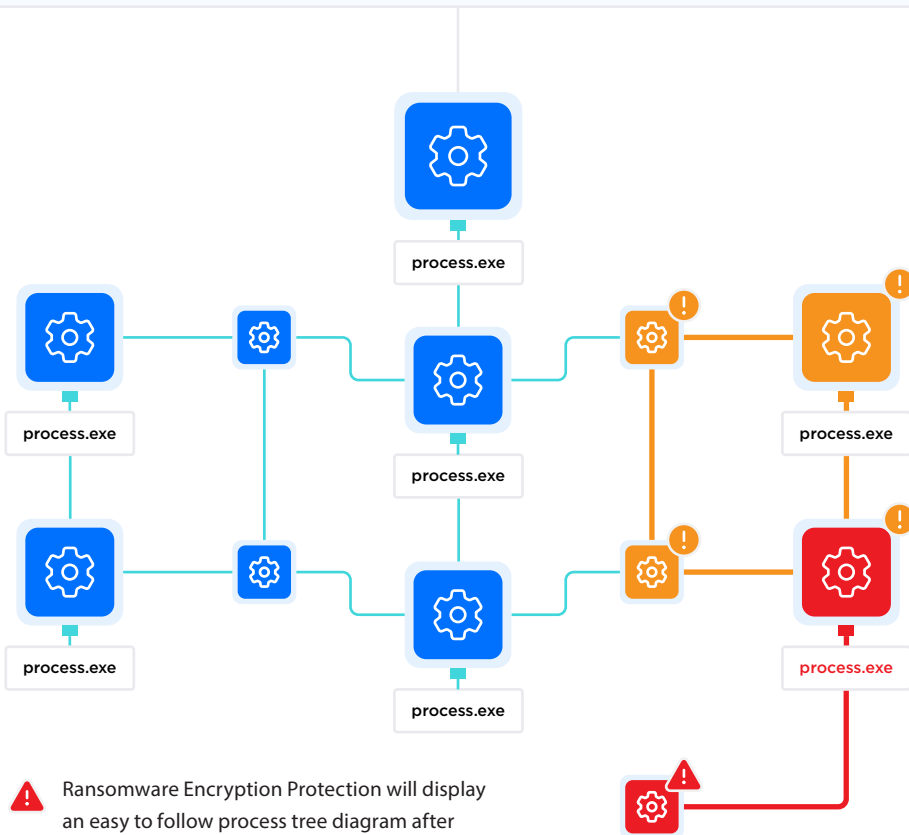 process.exe
process.exe
process.exe
process.exe
process.exe
process.exe
process.exe
Ransomware Encryption Protection will display
an easy to follow process tree diagram after